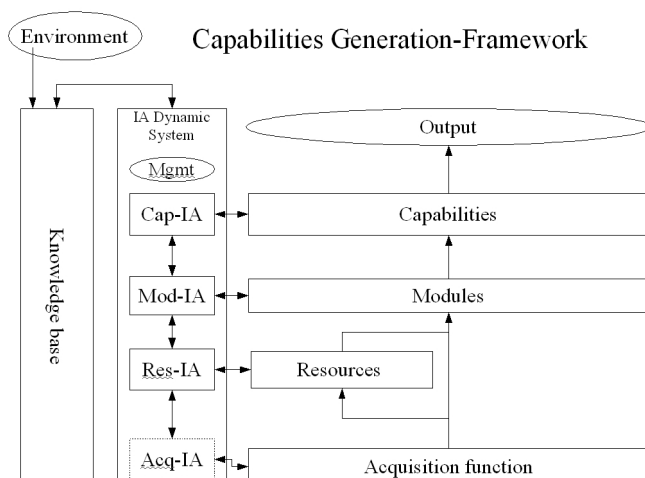 Environment
Capabilities Generation-Framework
IA Dynamic
System
Output
Mgmt
Cap-IA
Capabilities
Knowledge base
Mod-IA
Modules
Res-IA
Resources
Acq-IA
Acquisition function